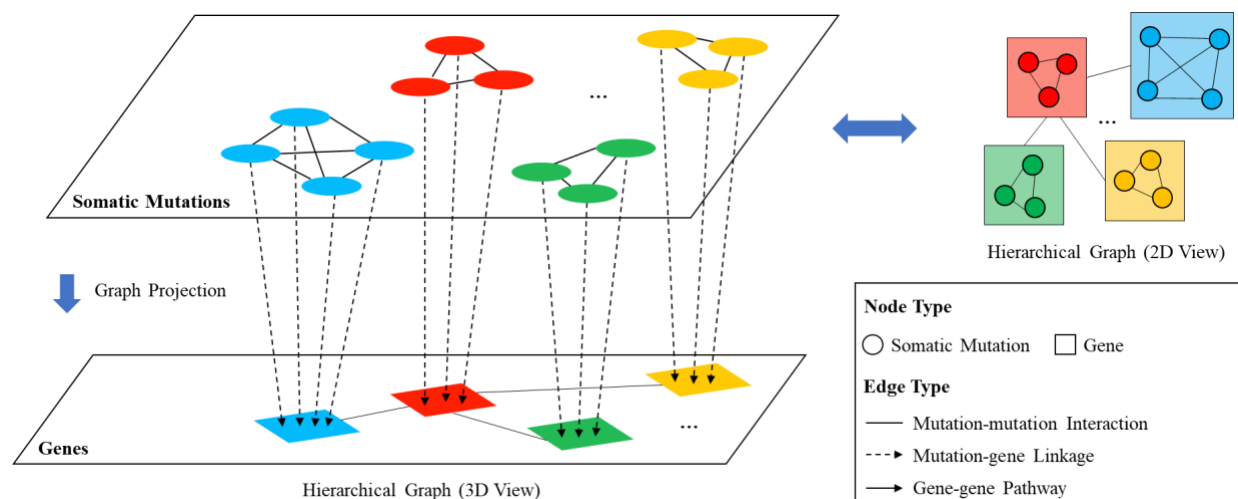 ...
Somatic Mutations
Graph Projection
...
Genes
Hierarchical Graph (3D View)
...
Hierarchical Graph (2D View)
Node Type
Somatic Mutation
Gene
Edge Type
Mutation-mutation Interaction
Mutation-gene Linkage
Gene-gene Pathway